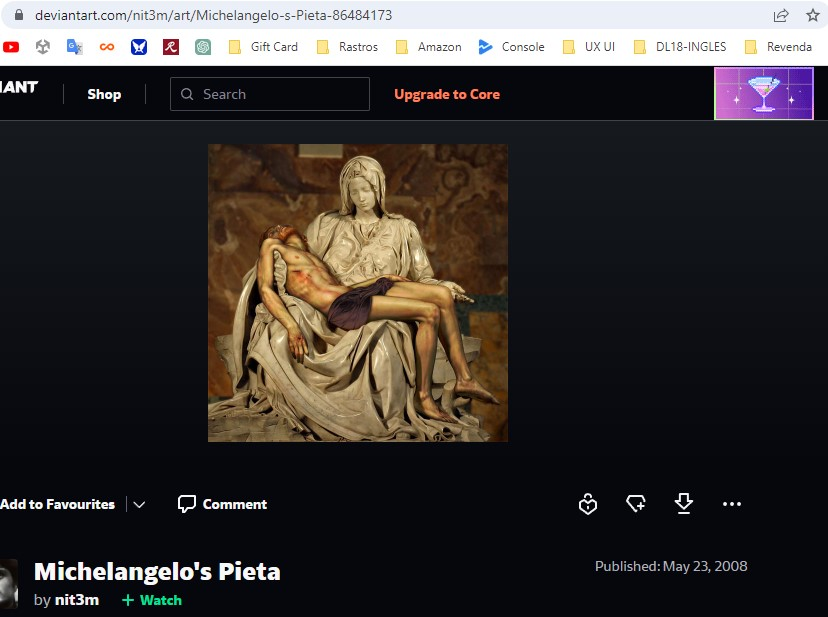 deviantart.com/nit3m/art/Michelangelo-s-Pieta-86484173
Gift Card Rastros Amazon Console UX UI DL18-INGLES Revenda
IANT Shop Search Upgrade to Core
Add to Favourites Comment
Michelangelo's Pieta Published: May 23, 2008
by nit3m + Watch